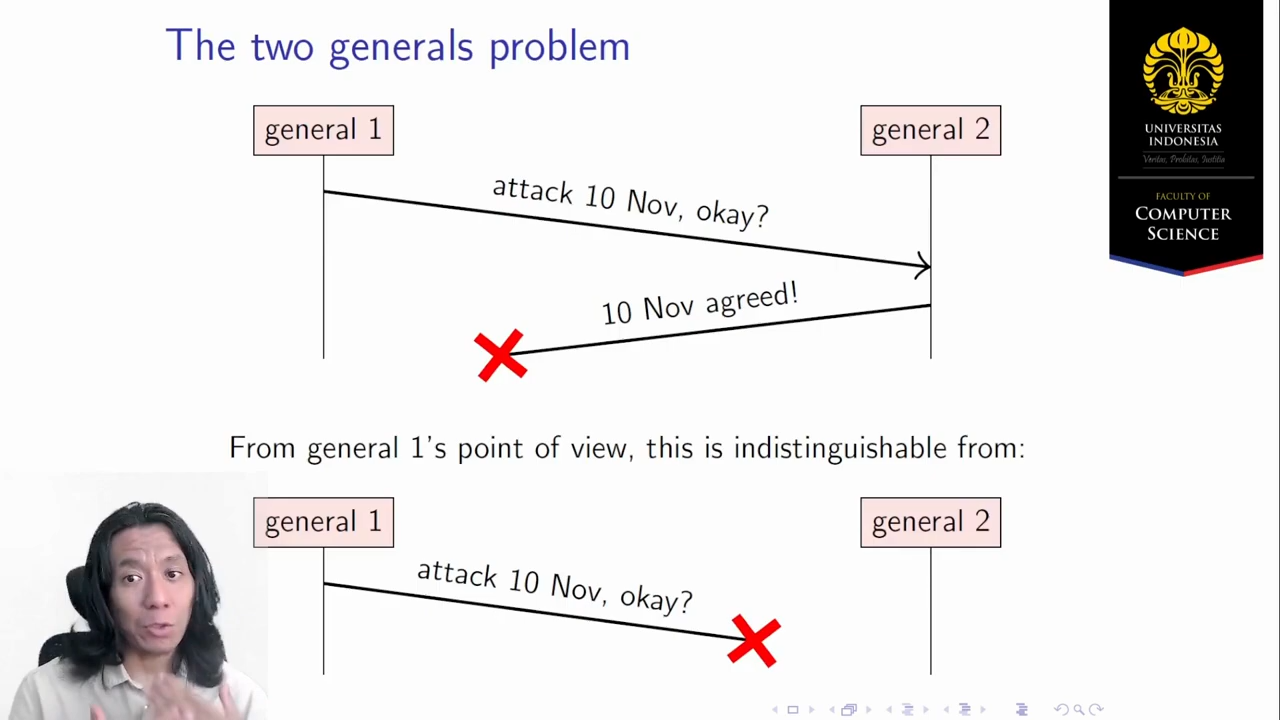 The two generals problem
general 1
general 2
attack 10 Nov, okay?
10 Nov agreed!
From general 1's point of view, this is indistinguishable from:
general 1
general 2
attack 10 Nov, okay?
UNIVERSITAS
INDONESIA
Veritas, Probitas, Iustitia
FACULTY OF
COMPUTER
SCIENCE